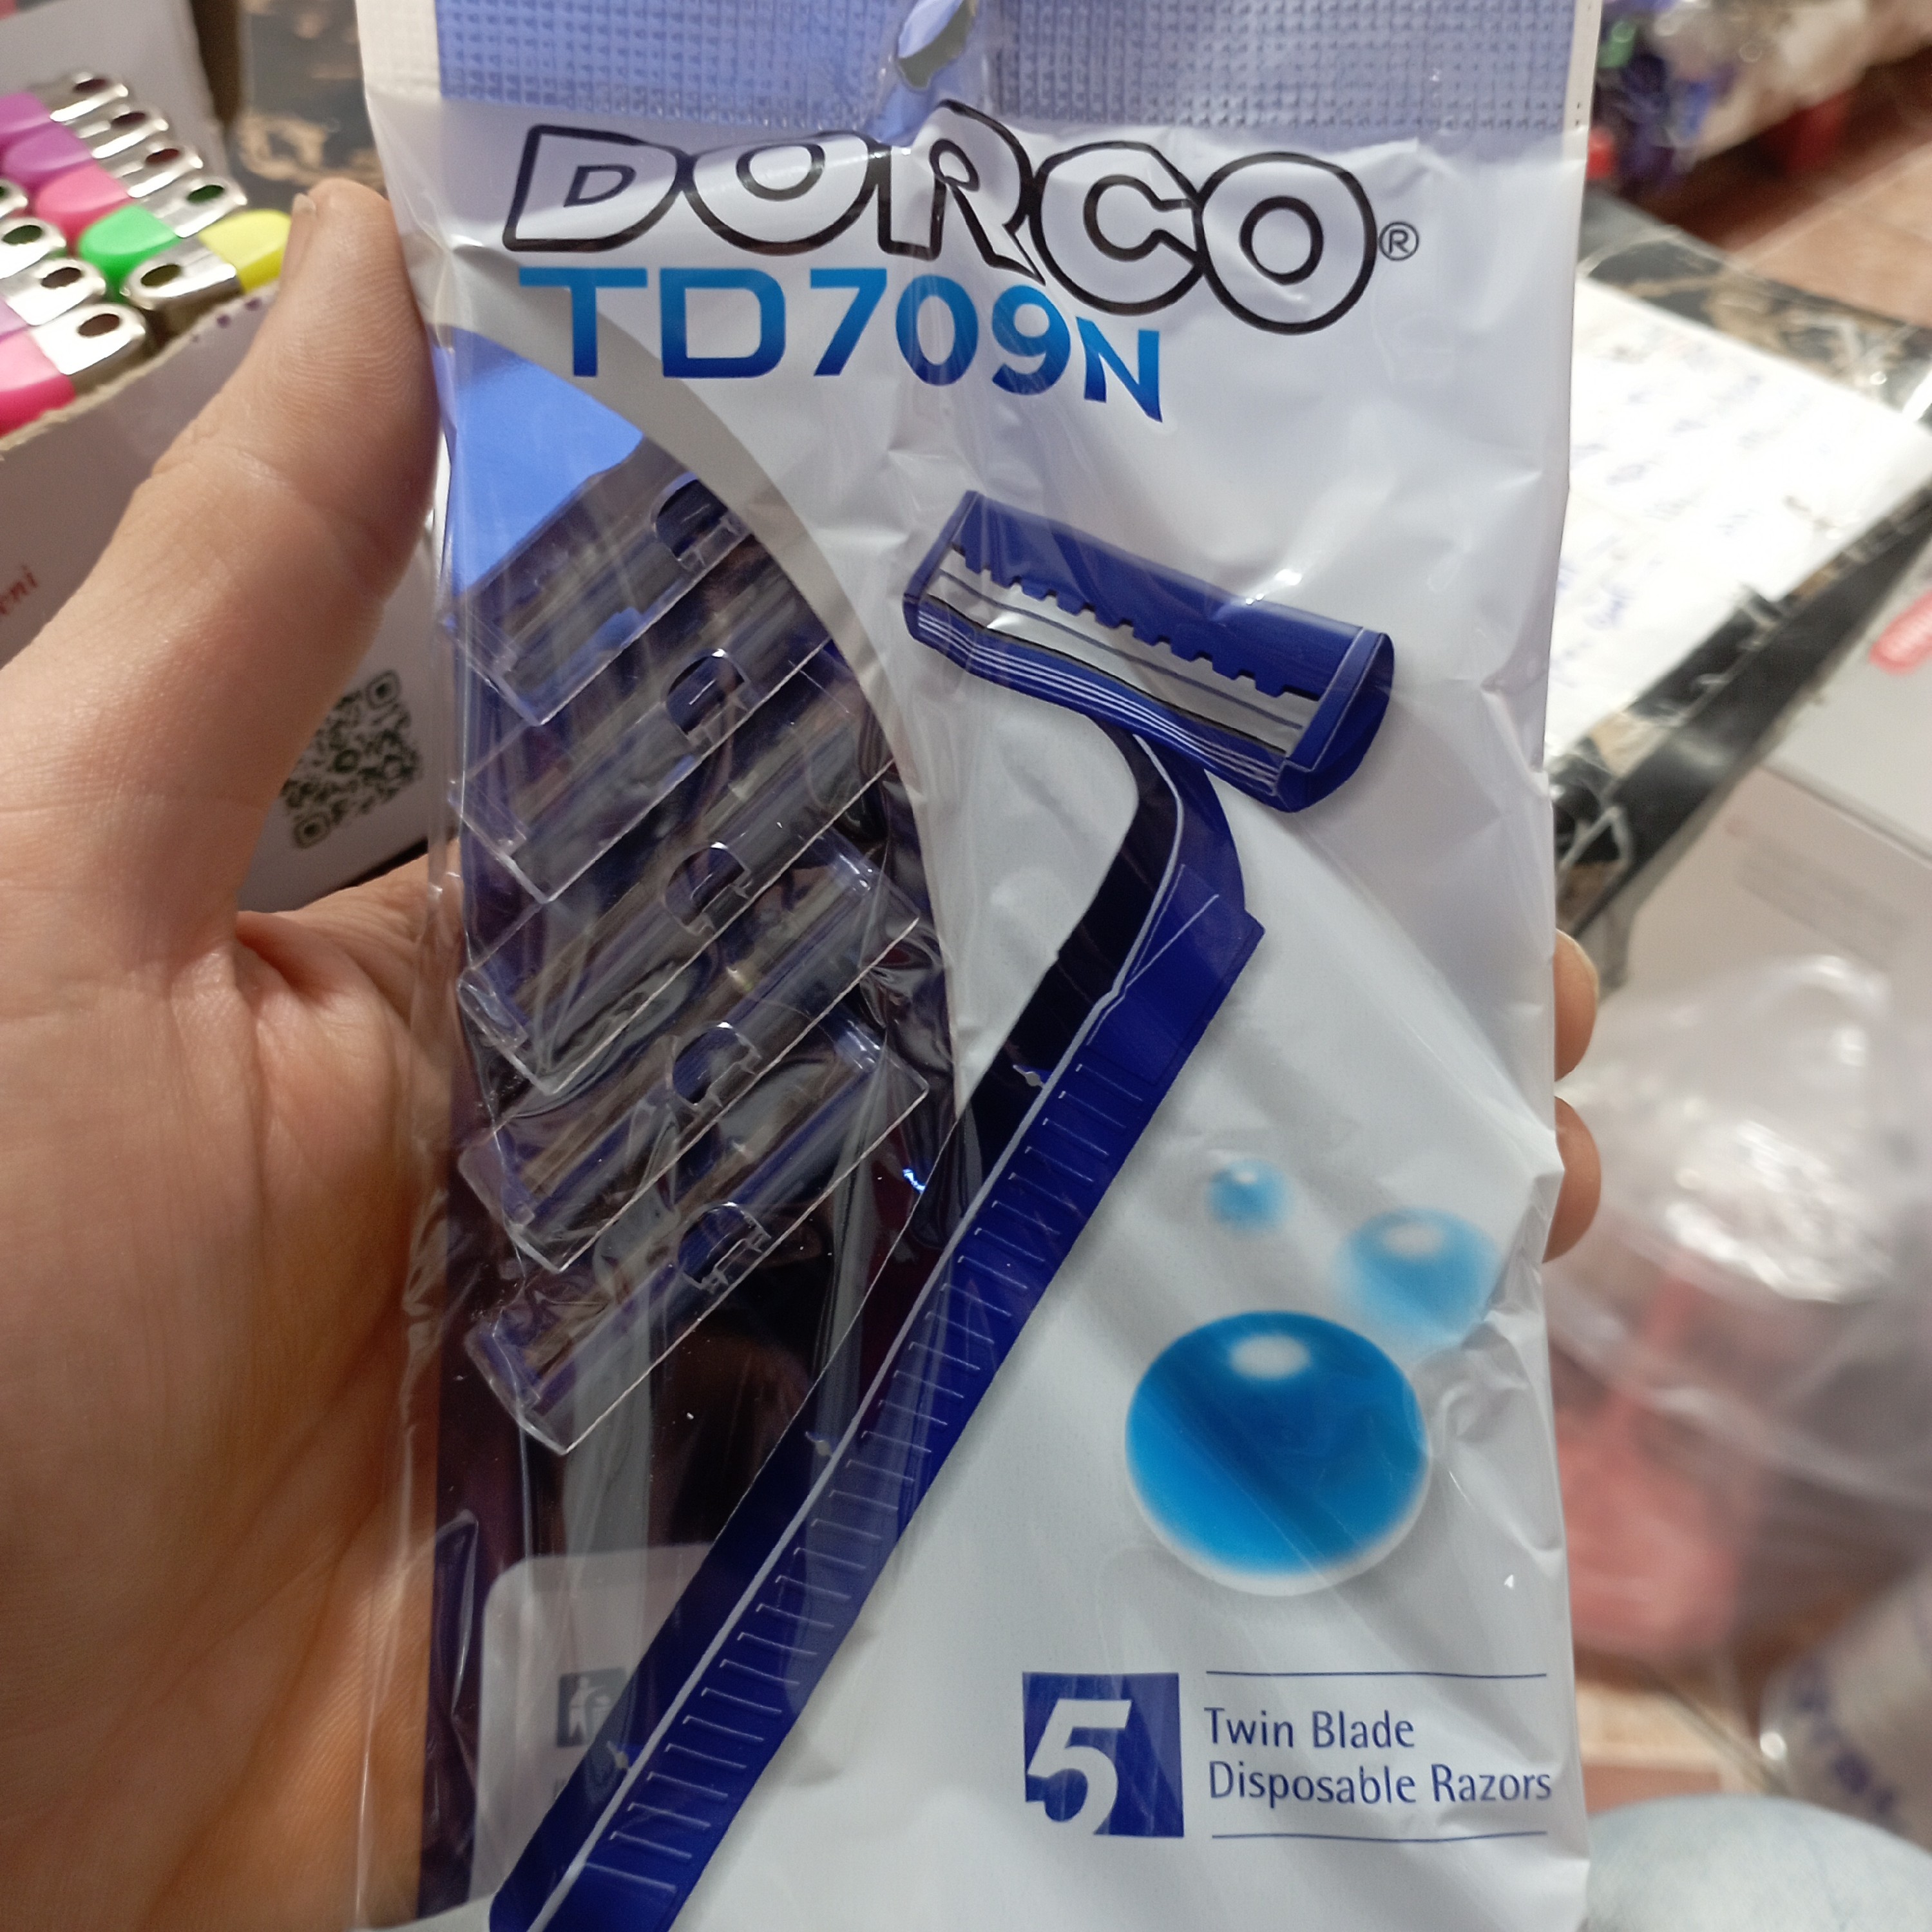 DORCO®
TD709N
5
Twin Blade
Disposable Razors